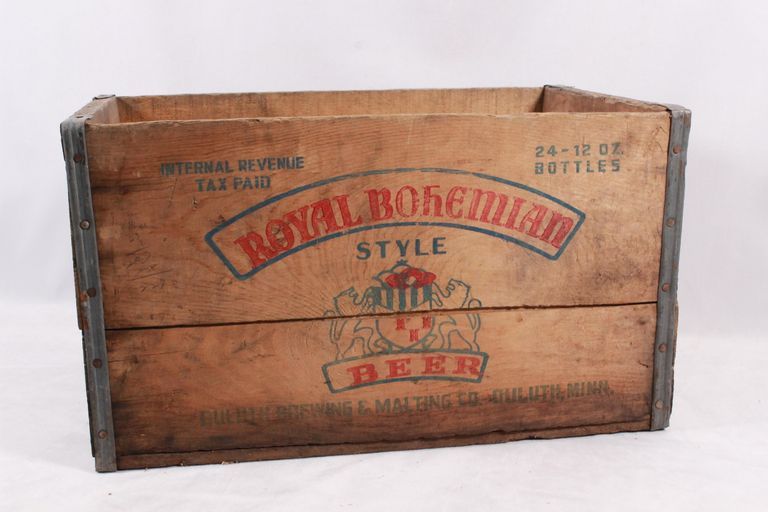 INTERNAL REVENUE
TAX PAID
24-12 OZ.
BOTTLES
ROYAL BOHEMIAN
STYLE
BEER
DULUTH BREWING & MALTING CO. DULUTH, MINN.